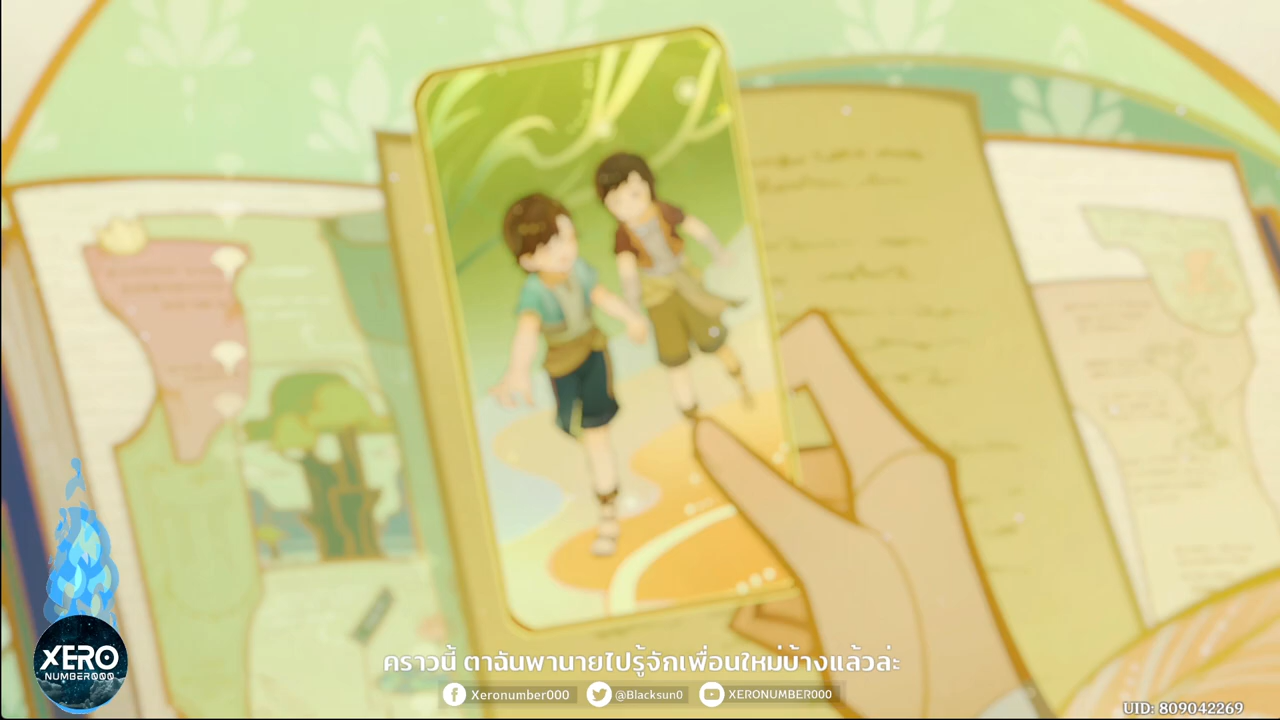 คราวนี้ ตาฉันพานายไปรู้จักเพื่อนใหม่บ้างแล้วล่ะ
XERO
NUMBER000
Xeronumber000 @Blacksun0 XERONUMBER000
UID: 809042269